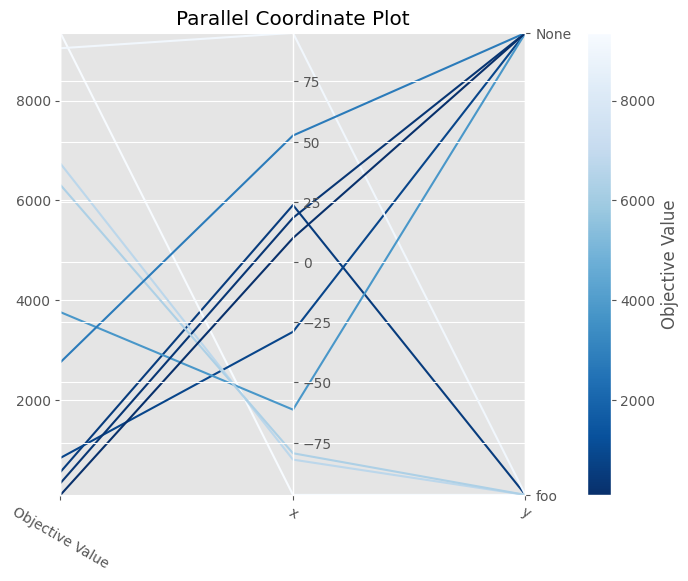 Parallel Coordinate Plot
8000
6000
4000
2000
75
50
25
0
−25
−50
−75
None
foo
8000
6000
4000
2000
Objective Value
Objective Value
x
y